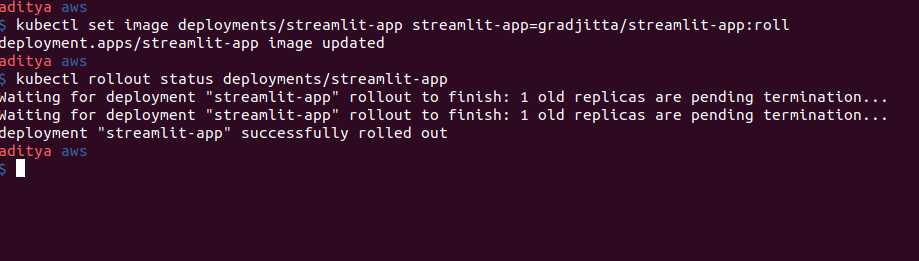 aditya aws
$ kubectl set image deployments/streamlit-app streamlit-app=gradjitta/streamlit-app:roll
deployment.apps/streamlit-app image updated
aditya aws
$ kubectl rollout status deployments/streamlit-app
Waiting for deployment "streamlit-app" rollout to finish: 1 old replicas are pending termination...
Waiting for deployment "streamlit-app" rollout to finish: 1 old replicas are pending termination...
deployment "streamlit-app" successfully rolled out
aditya aws
$